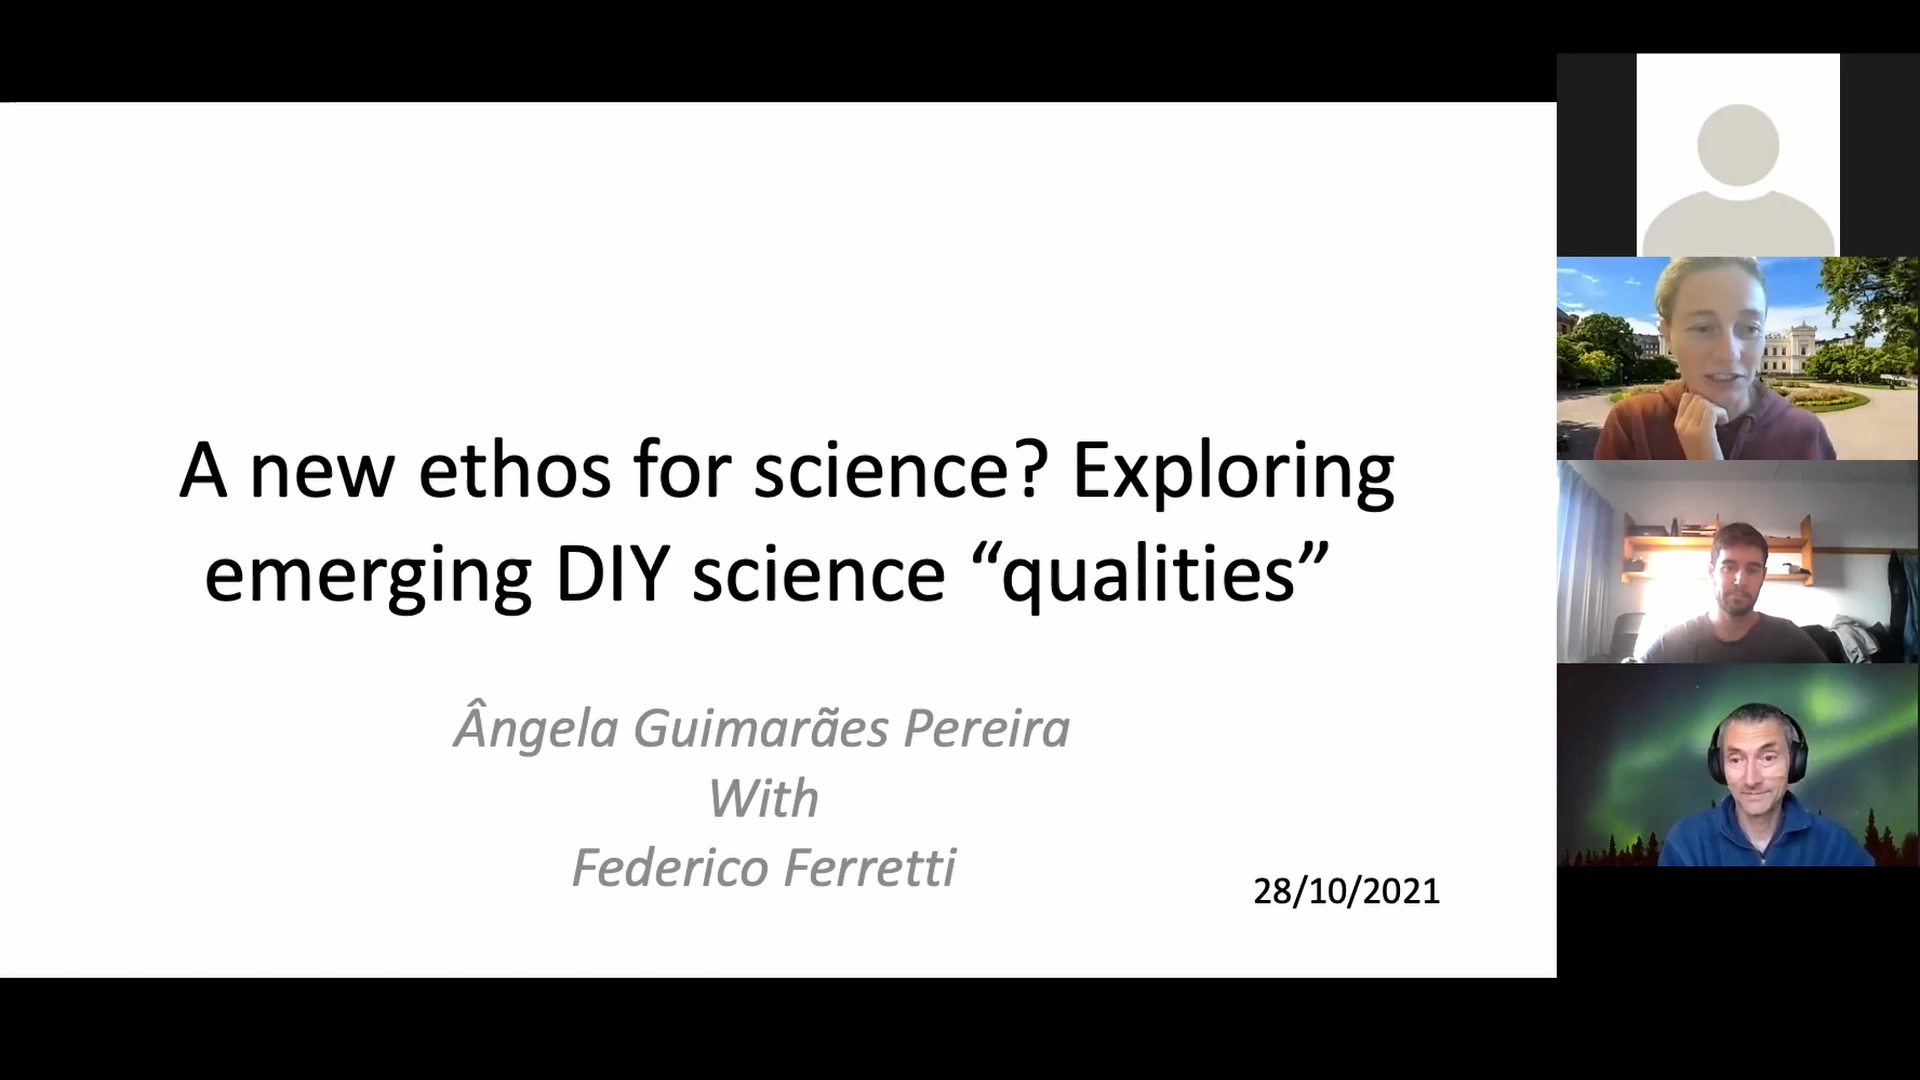 A new ethos for science? Exploring
emerging DIY science “qualities”
Ângela Guimarães Pereira
With
Federico Ferretti
28/10/2021